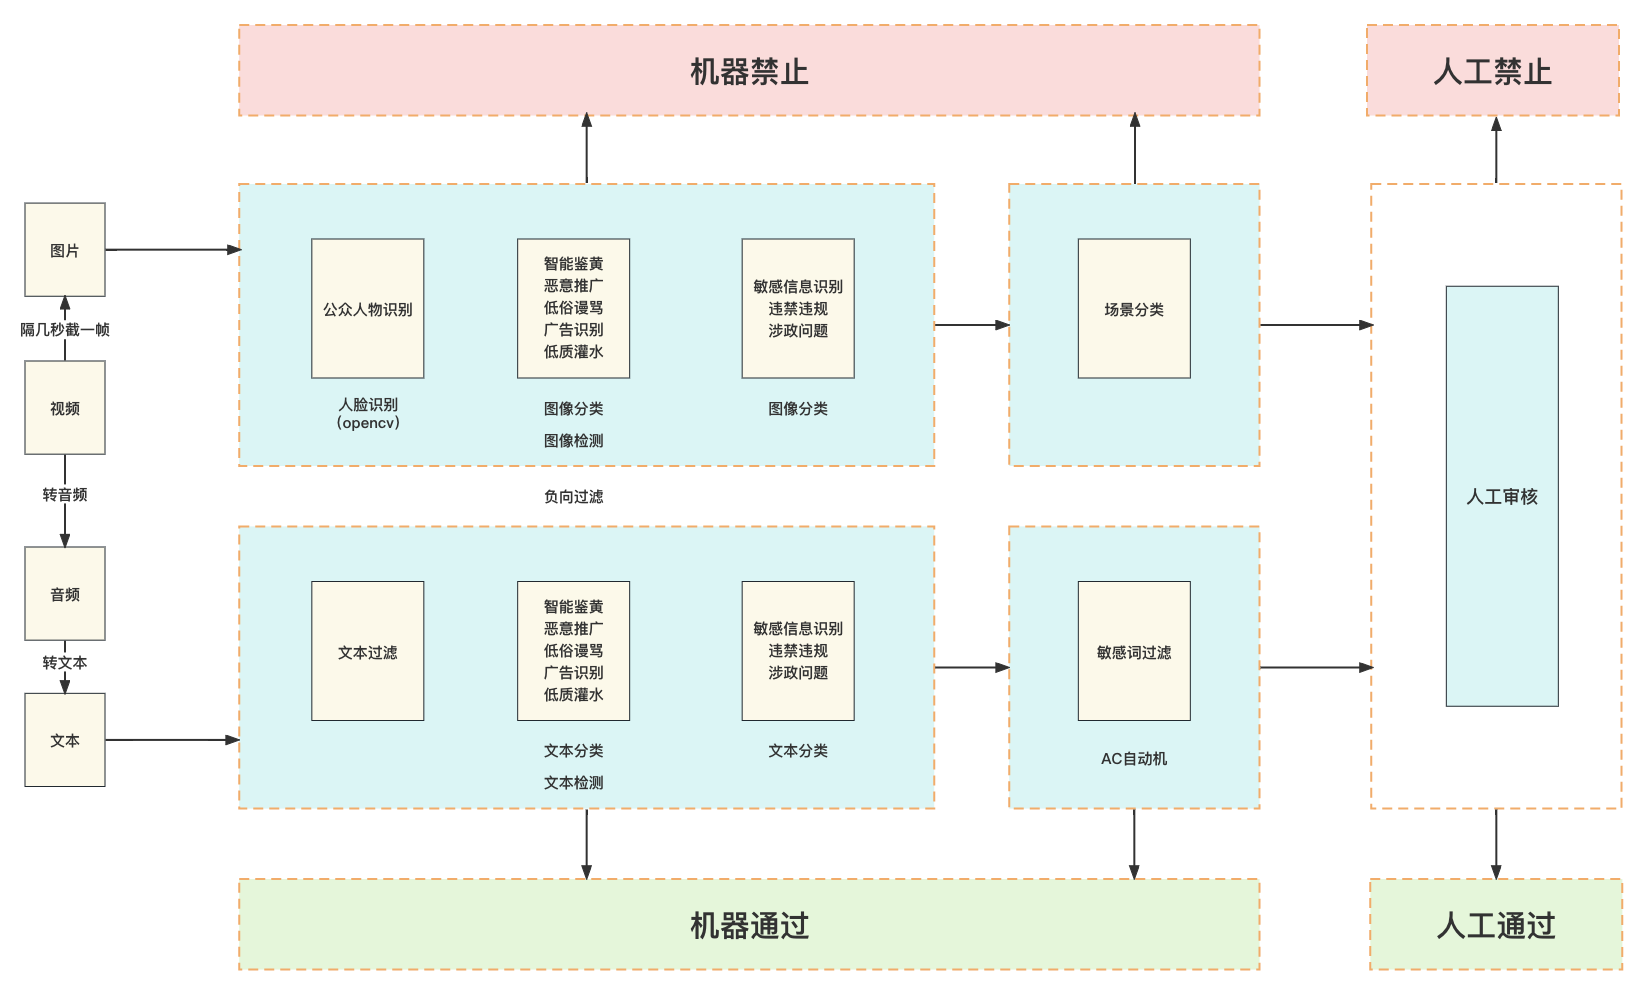 机器禁止
人工禁止
图片
隔几秒截一帧
视频
转音频
音频
转文本
文本
公众人物识别
人脸识别
(opencv)
智能鉴黄
恶意推广
低俗谩骂
广告识别
低质灌水
图像分类
图像检测
敏感信息识别
违禁违规
涉政问题
图像分类
场景分类
负向过滤
文本过滤
智能鉴黄
恶意推广
低俗谩骂
广告识别
低质灌水
文本分类
文本检测
敏感信息识别
违禁违规
涉政问题
文本分类
敏感词过滤
AC自动机
人工审核
机器通过
人工通过